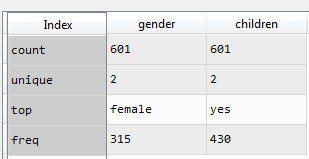 Index gender children
count 601 601
unique 2 2
top female yes
freq 315 430